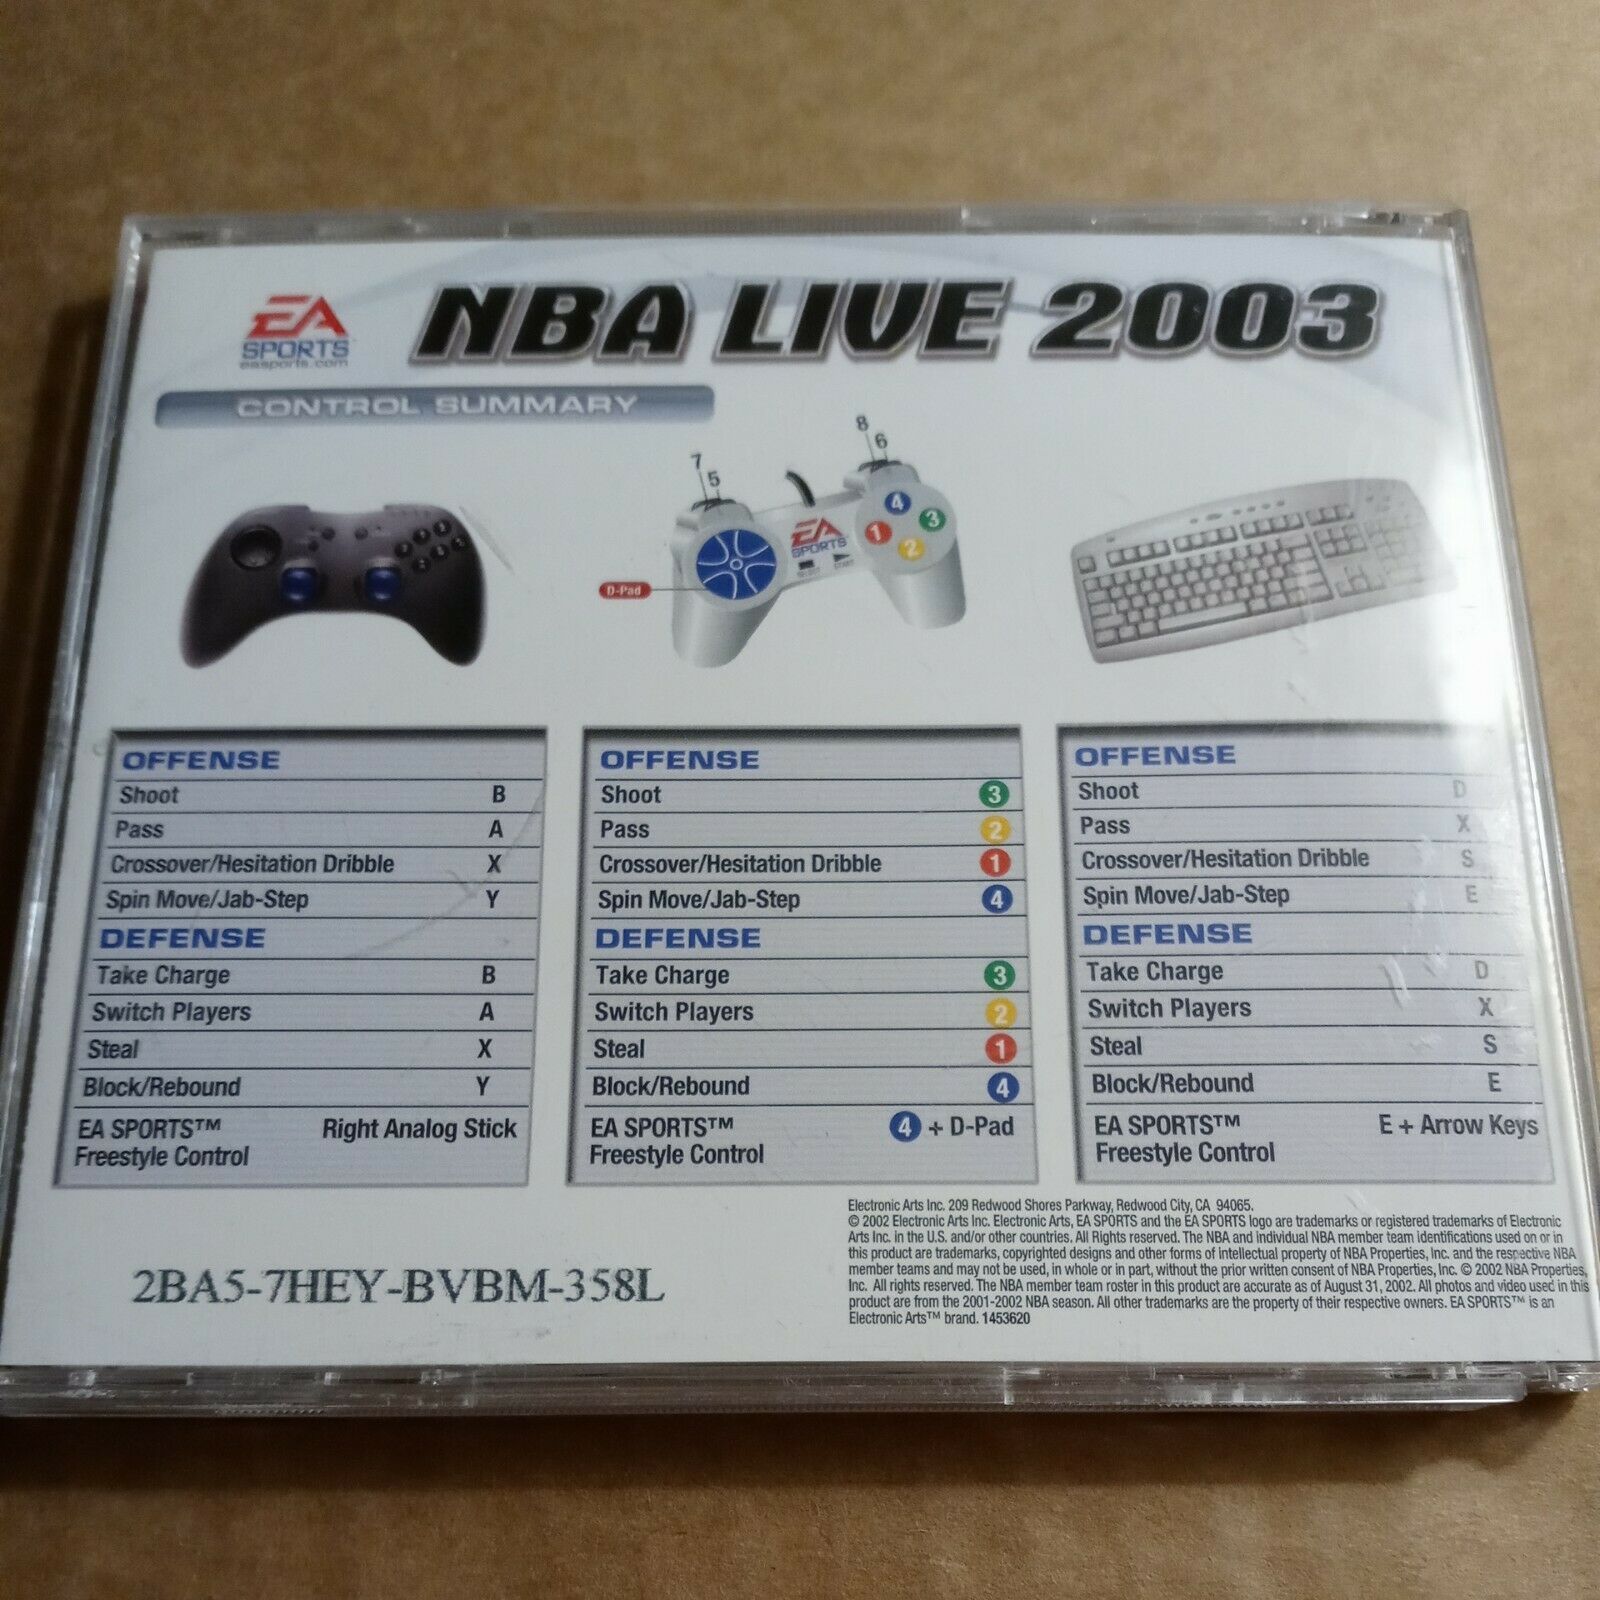 EA SPORTS
easports.com
NBA LIVE 2003
CONTROL SUMMARY
7
5
8
6
4
3
1
2
EA SPORTS
SELECT
START
D-Pad
OFFENSE
Shoot B
Pass A
Crossover/Hesitation Dribble X
Spin Move/Jab-Step Y
DEFENSE
Take Charge B
Switch Players A
Steal X
Block/Rebound Y
EA SPORTS™ Right Analog Stick
Freestyle Control
OFFENSE
Shoot 3
Pass 2
Crossover/Hesitation Dribble 1
Spin Move/Jab-Step 4
DEFENSE
Take Charge 3
Switch Players 2
Steal 1
Block/Rebound 4
EA SPORTS™ 4 + D-Pad
Freestyle Control
OFFENSE
Shoot D
Pass X
Crossover/Hesitation Dribble S
Spin Move/Jab-Step E
DEFENSE
Take Charge D
Switch Players X
Steal S
Block/Rebound E
EA SPORTS™ E + Arrow Keys
Freestyle Control
2BA5-7HEY-BVBM-358L
Electronic Arts Inc. 209 Redwood Shores Parkway, Redwood City, CA 94065.
© 2002 Electronic Arts Inc. Electronic Arts, EA SPORTS and the EA SPORTS logo are trademarks or registered trademarks of Electronic
Arts Inc. in the U.S. and/or other countries. All Rights reserved. The NBA and individual NBA member team identifications used on or in
this product are trademarks, copyrighted designs and other forms of intellectual property of NBA Properties, Inc. and the respective NBA
member teams and may not be used, in whole or in part, without the prior written consent of NBA Properties, Inc. © 2002 NBA Properties,
Inc. All rights reserved. The NBA member team roster in this product are accurate as of August 31, 2002. All photos and video used in this
product are from the 2001-2002 NBA season. All other trademarks are the property of their respective owners. EA SPORTS™ is an
Electronic Arts™ brand. 1453620